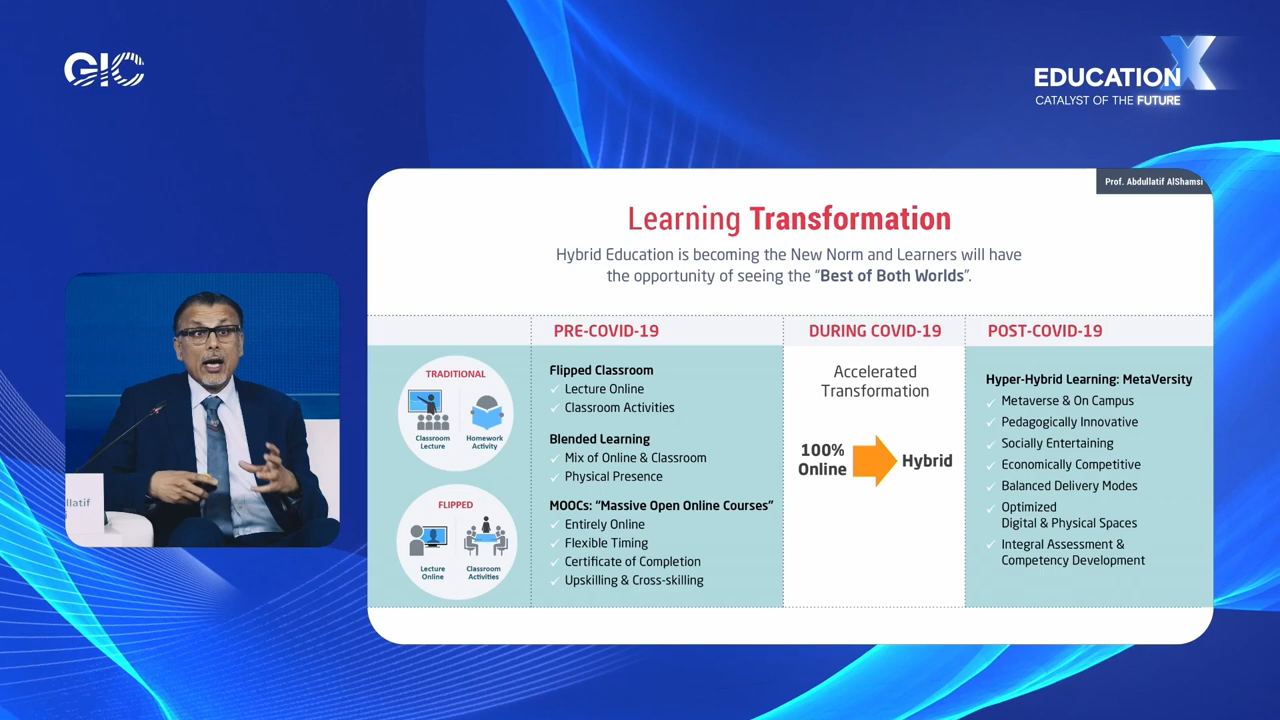 GIC
EDUCATIONX
CATALYST OF THE FUTURE
Prof. Abdullatif AlShamsi
Learning Transformation
Hybrid Education is becoming the New Norm and Learners will have
the opportunity of seeing the “Best of Both Worlds”.
PRE-COVID-19
DURING COVID-19
POST-COVID-19
TRADITIONAL
Classroom
Lecture
Homework
Activity
FLIPPED
Lecture
Online
Classroom
Activities
Flipped Classroom
✓ Lecture Online
✓ Classroom Activities
Blended Learning
✓ Mix of Online & Classroom
✓ Physical Presence
MOOCs: “Massive Open Online Courses”
✓ Entirely Online
✓ Flexible Timing
✓ Certificate of Completion
✓ Upskilling & Cross-skilling
Accelerated
Transformation
100%
Online
Hybrid
Hyper-Hybrid Learning: MetaVersity
✓ Metaverse & On Campus
✓ Pedagogically Innovative
✓ Socially Entertaining
✓ Economically Competitive
✓ Balanced Delivery Modes
✓ Optimized
Digital & Physical Spaces
✓ Integral Assessment &
Competency Development
llatif